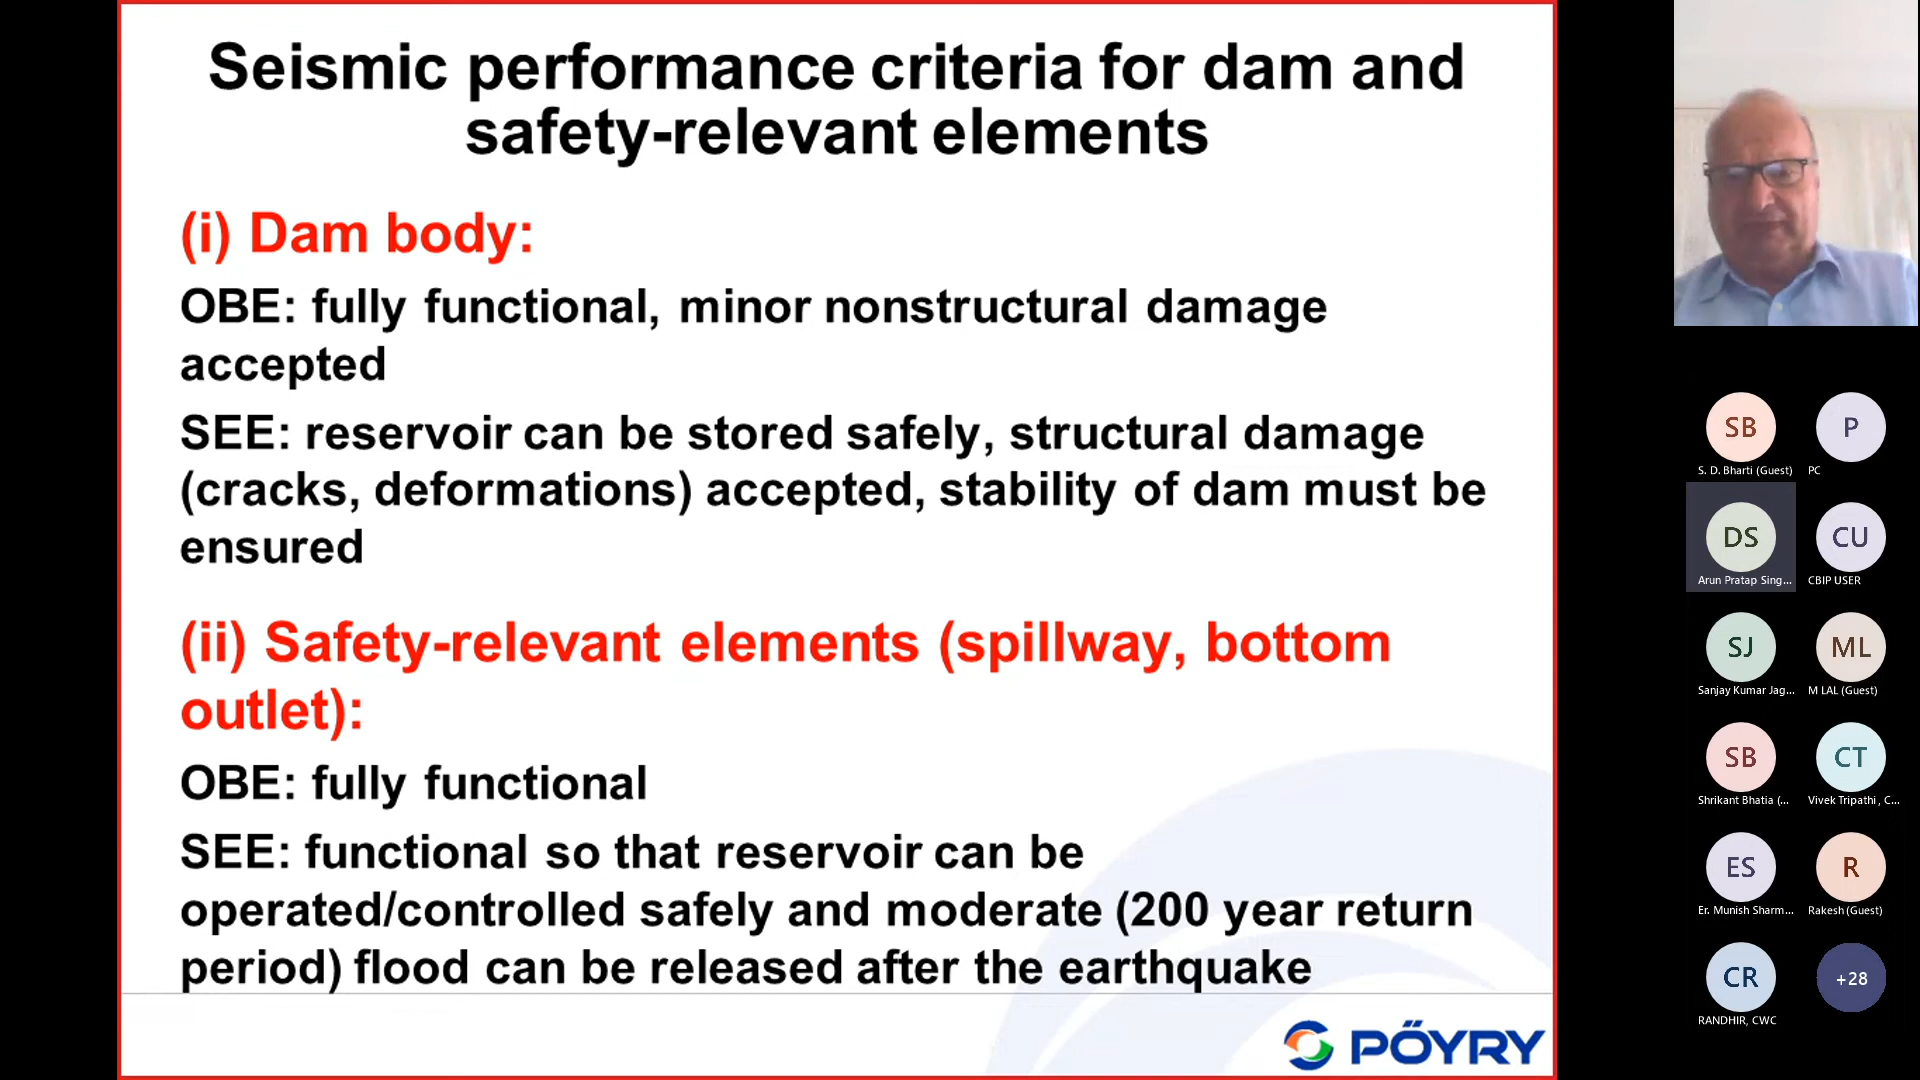 Seismic performance criteria for dam and
safety-relevant elements
(i) Dam body:
OBE: fully functional, minor nonstructural damage
accepted
SEE: reservoir can be stored safely, structural damage
(cracks, deformations) accepted, stability of dam must be
ensured
(ii) Safety-relevant elements (spillway, bottom
outlet):
OBE: fully functional
SEE: functional so that reservoir can be
operated/controlled safely and moderate (200 year return
period) flood can be released after the earthquake
PÖYRY
SB
S. D. Bharti (Guest)
P
PC
DS
Arun Pratap Sing...
CU
CBIP USER
SJ
Sanjay Kumar Jag...
ML
M LAL (Guest)
SB
Shrikant Bhatia (...
CT
Vivek Tripathi , C...
ES
Er. Munish Sharm...
R
Rakesh (Guest)
CR
RANDHIR, CWC
+28